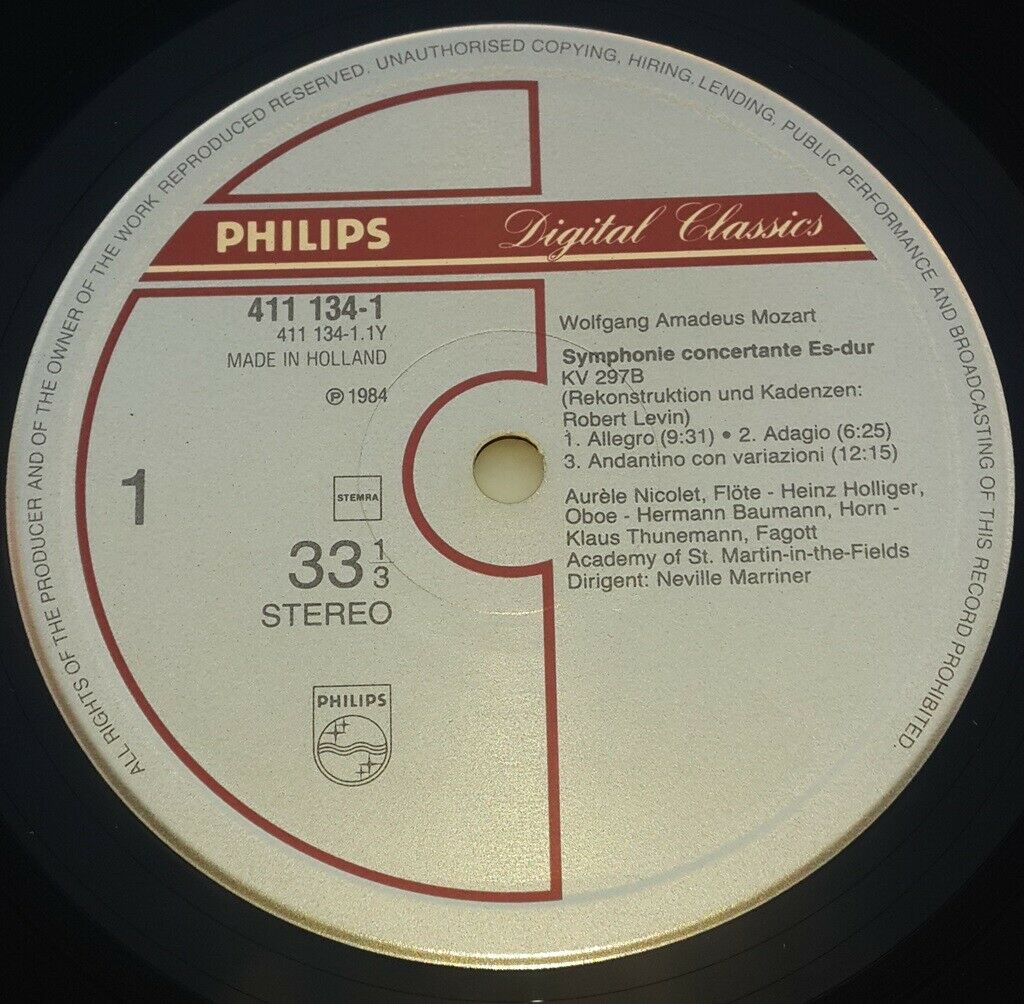 ALL RIGHTS OF THE PRODUCER AND OF THE OWNER OF THE WORK REPRODUCED RESERVED. UNAUTHORISED COPYING, HIRING, LENDING, PUBLIC PERFORMANCE AND BROADCASTING OF THIS RECORD PROHIBITED.
PHILIPS Digital Classics
411 134-1
411 134-1.1Y
MADE IN HOLLAND
℗ 1984
1
STEMRA
33 1/3
STEREO
PHILIPS
Wolfgang Amadeus Mozart
Symphonie concertante Es-dur
KV 297B
(Rekonstruktion und Kadenzen:
Robert Levin)
1. Allegro (9:31) • 2. Adagio (6:25)
3. Andantino con variazioni (12:15)
Aurèle Nicolet, Flöte - Heinz Holliger,
Oboe - Hermann Baumann, Horn -
Klaus Thunemann, Fagott
Academy of St. Martin-in-the-Fields
Dirigent: Neville Marriner